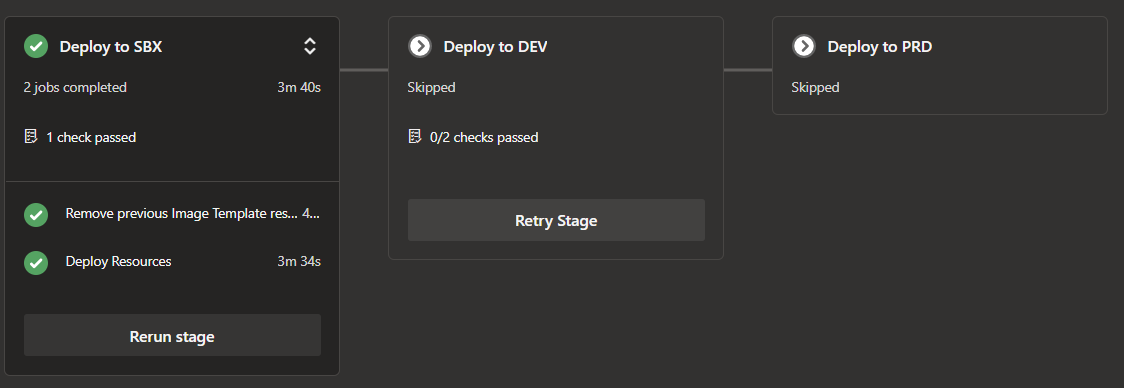 Deploy to SBX
2 jobs completed 3m 40s
1 check passed
Remove previous Image Template res... 4...
Deploy Resources 3m 34s
Rerun stage
Deploy to DEV
Skipped
0/2 checks passed
Retry Stage
Deploy to PRD
Skipped